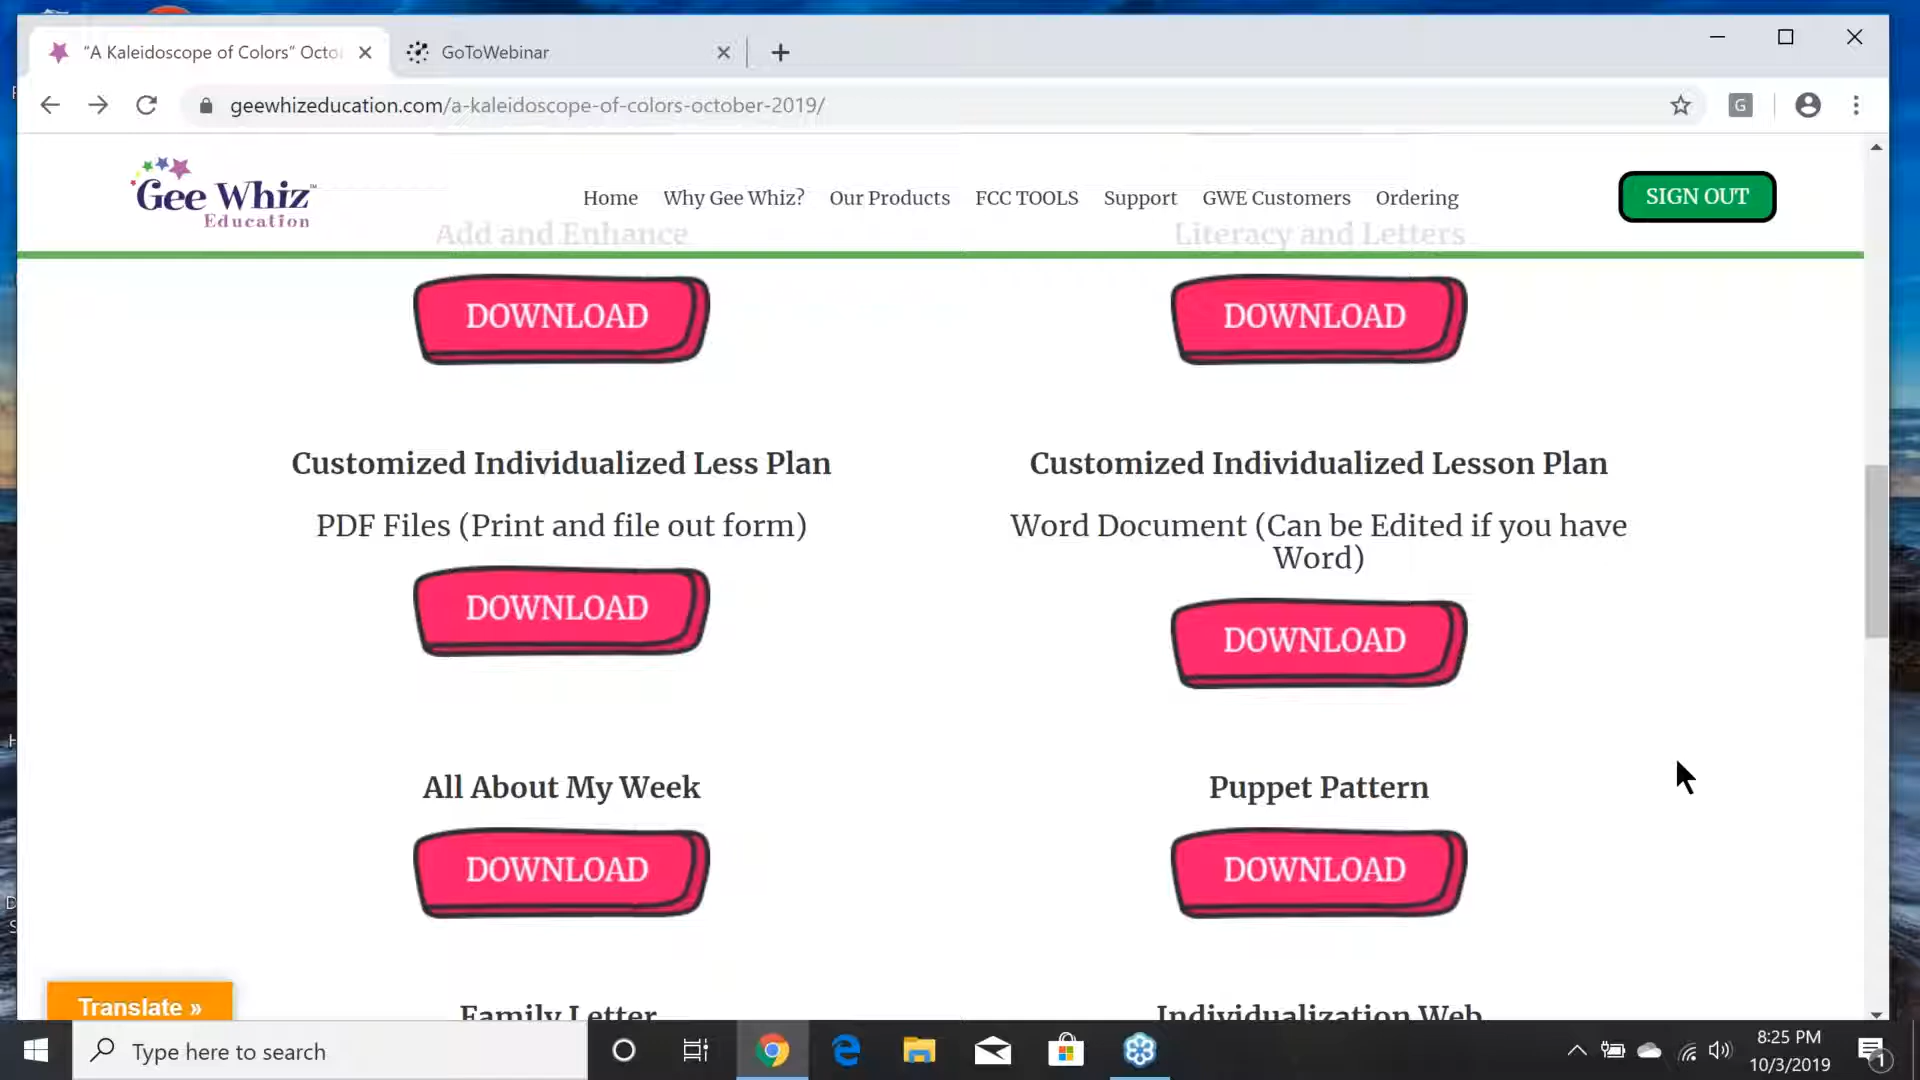 "A Kaleidoscope of Colors" Octo
GoToWebinar
geewhizeducation.com/a-kaleidoscope-of-colors-october-2019/
G
Gee Whiz
Education
Home Why Gee Whiz? Our Products FCC TOOLS Support GWE Customers Ordering
SIGN OUT
Add and Enhance Literacy and Letters
DOWNLOAD DOWNLOAD
Customized Individualized Less Plan
PDF Files (Print and file out form)
DOWNLOAD
Customized Individualized Lesson Plan
Word Document (Can be Edited if you have
Word)
DOWNLOAD
All About My Week
DOWNLOAD
Puppet Pattern
DOWNLOAD
Family Letter
Individualization Web
Translate »
Type here to search
8:25 PM
10/3/2019
1